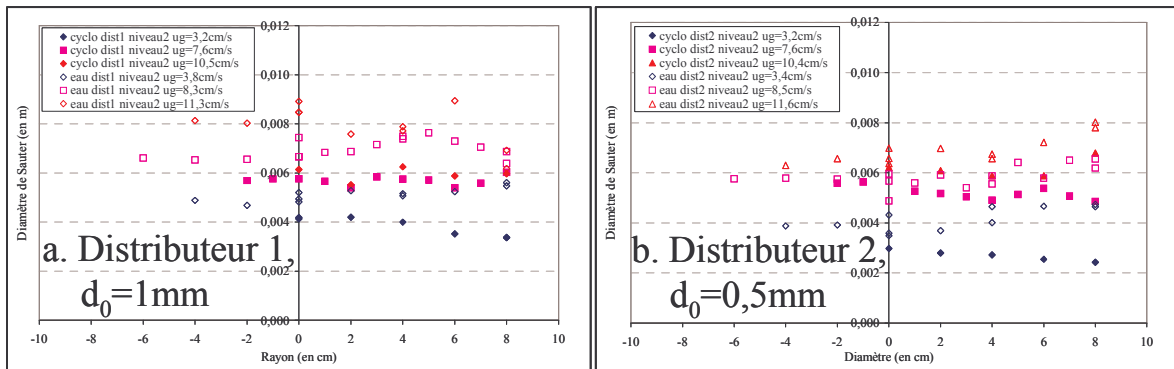 cyclo dist1 niveau2 ug=3,2cm/s
cyclo dist1 niveau2 ug=7,6cm/s
cyclo dist1 niveau2 ug=10,5cm/s
eau dist1 niveau2 ug=3,8cm/s
eau dist1 niveau2 ug=8,3cm/s
eau dist1 niveau2 ug=11,3cm/s
Diamètre de Sauter (en m)
0,012
0,010
0,008
0,006
0,004
0,002
0,000
a. Distributeur 1,
d0=1mm
-10 -8 -6 -4 -2 0 2 4 6 8 10
Rayon (en cm)
cyclo dist2 niveau2 ug=3,2cm/s
cyclo dist2 niveau2 ug=7,6cm/s
cyclo dist2 niveau2 ug=10,4cm/s
eau dist2 niveau2 ug=3,4cm/s
eau dist2 niveau2 ug=8,5cm/s
eau dist2 niveau2 ug=11,6cm/s
Diamètre de Sauter (en m)
0,012
0,010
0,008
0,006
0,004
0,002
0,000
b. Distributeur 2,
d0=0,5mm
-10 -8 -6 -4 -2 0 2 4 6 8 10
Diamètre (en cm)